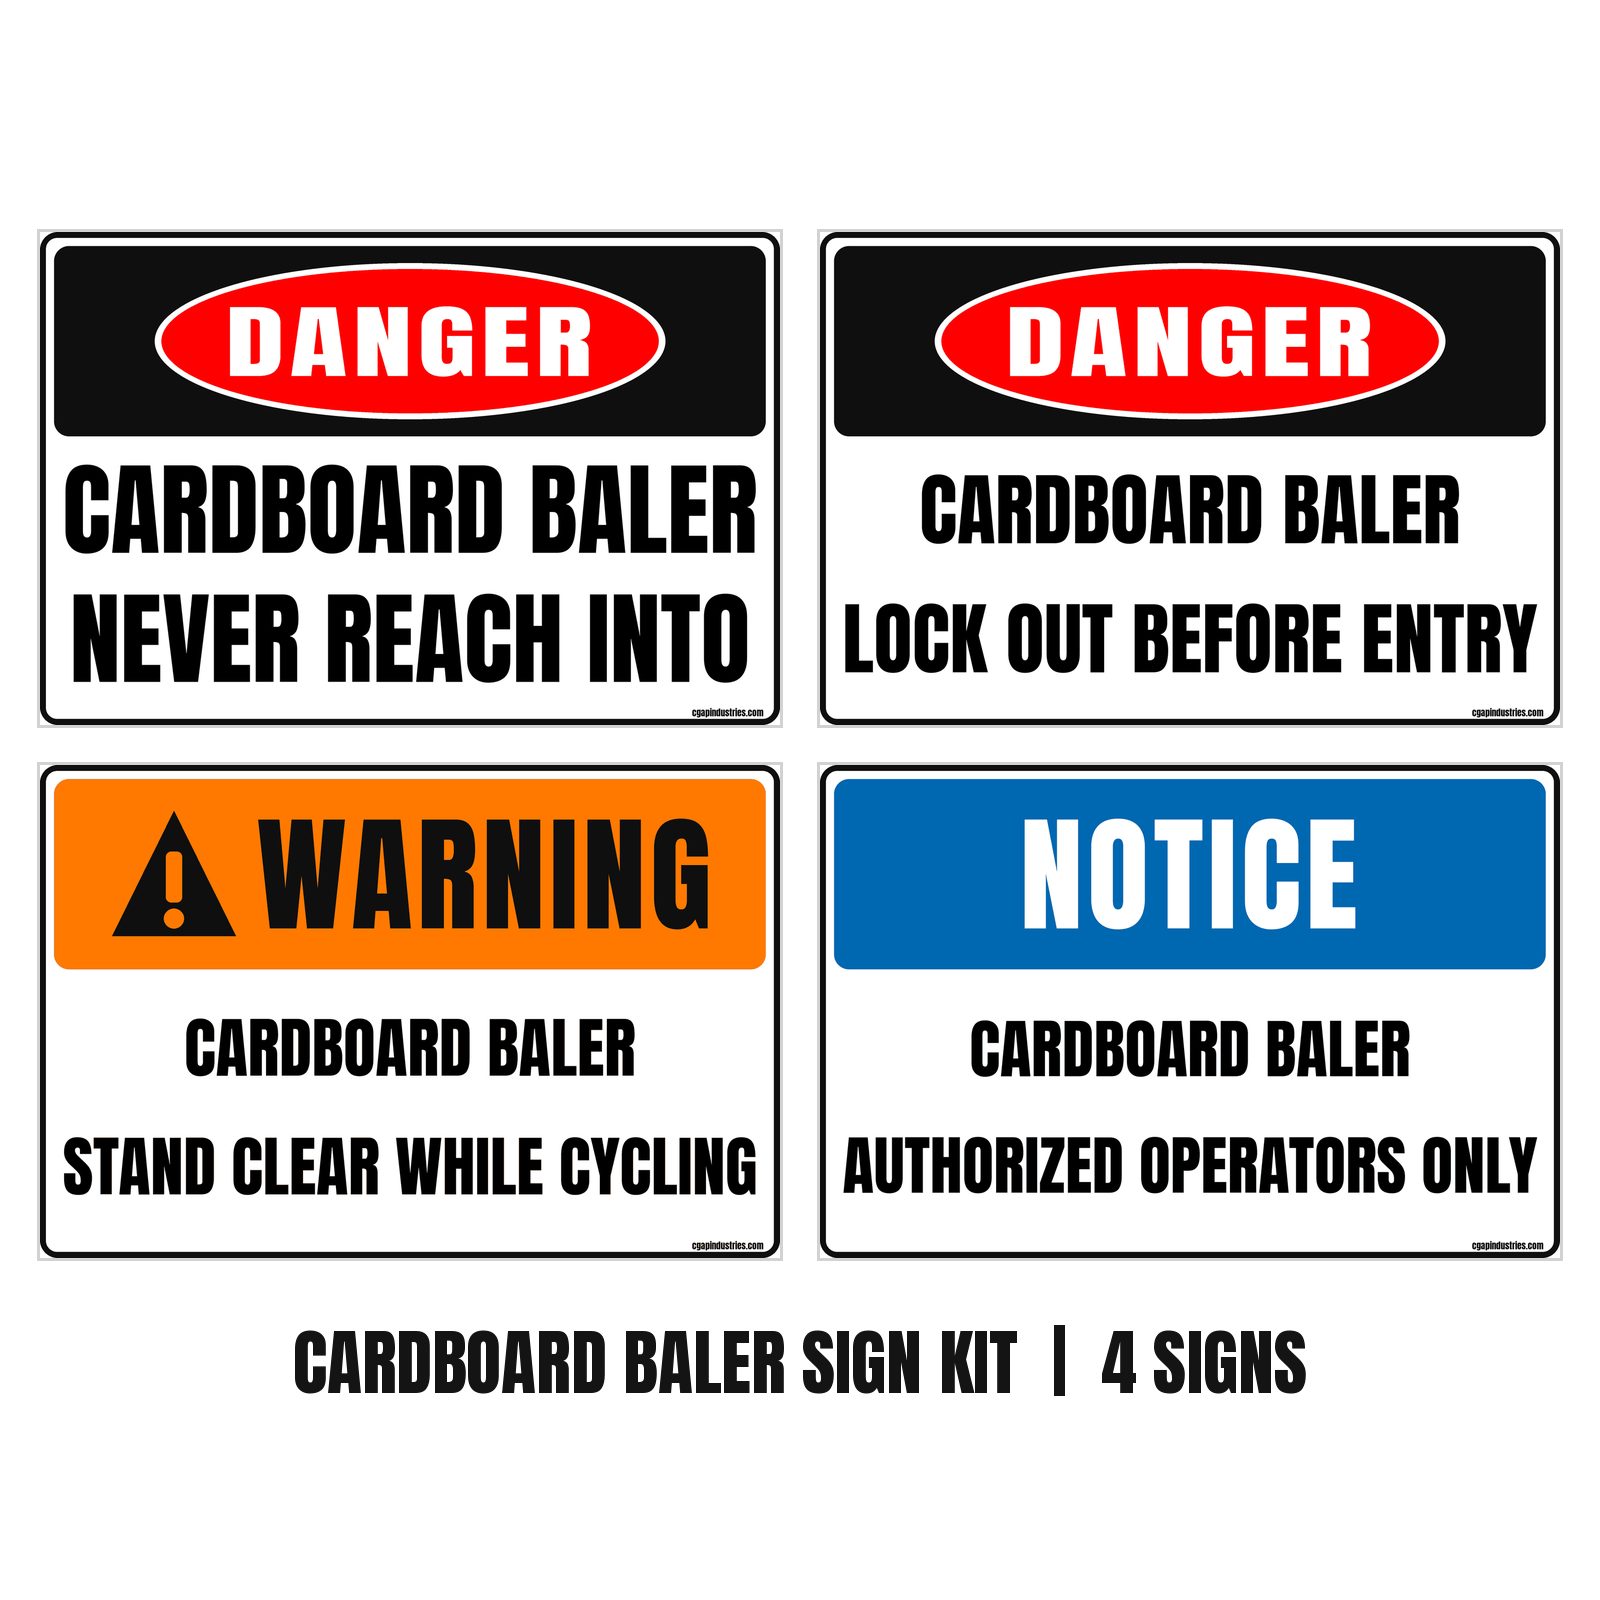 DANGER
CARDBOARD BALER
NEVER REACH INTO
cgapindustries.com
DANGER
CARDBOARD BALER
LOCK OUT BEFORE ENTRY
cgapindustries.com
WARNING
CARDBOARD BALER
STAND CLEAR WHILE CYCLING
cgapindustries.com
NOTICE
CARDBOARD BALER
AUTHORIZED OPERATORS ONLY
cgapindustries.com
CARDBOARD BALER SIGN KIT | 4 SIGNS